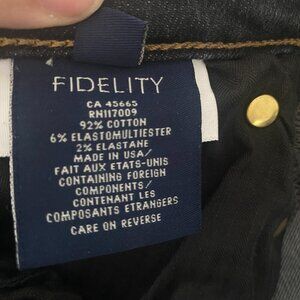 FIDELITY
CA 45665
RN117009
92% COTTON
6% ELASTOMULTIESTER
2% ELASTANE
MADE IN USA/
FAIT AUX ETATS-UNIS
CONTAINING FOREIGN
COMPONENTS/
CONTENANT LES
COMPOSANTS ETRANGERS
CARE ON REVERSE